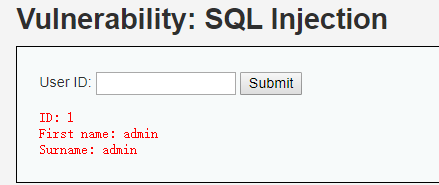 Vulnerability: SQL Injection
User ID: Submit
ID: 1
First name: admin
Surname: admin